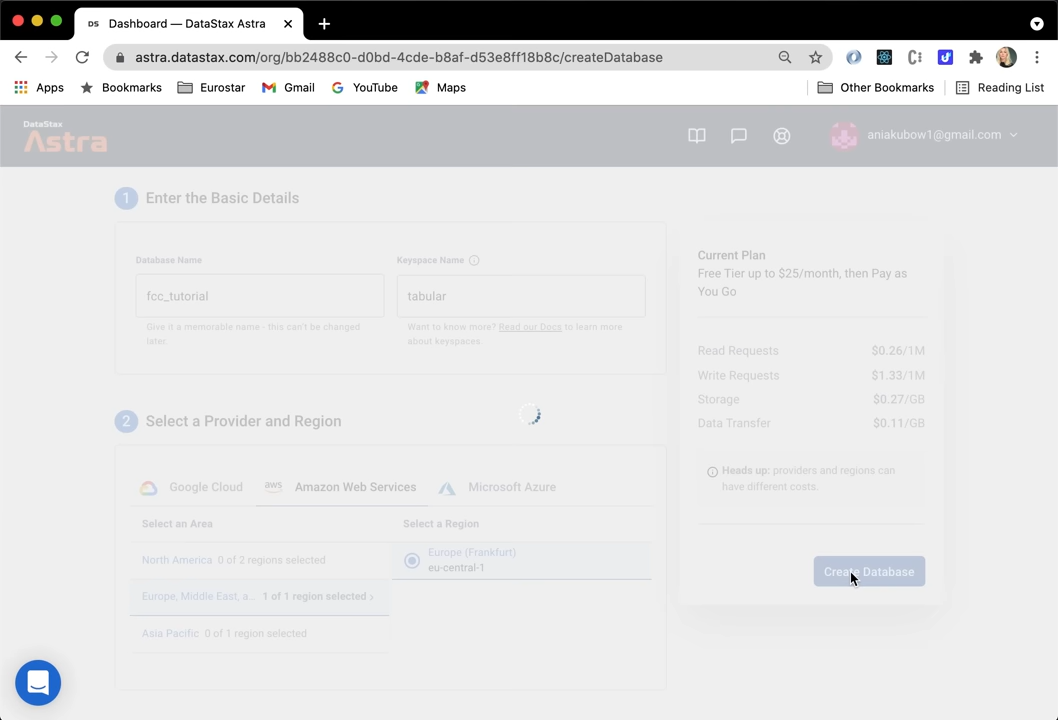 DS Dashboard — DataStax Astra
astra.datastax.com/org/bb2488c0-d0bd-4cde-b8af-d53e8ff18b8c/createDatabase
Apps Bookmarks Eurostar Gmail YouTube Maps Other Bookmarks Reading List
DataStax
Astra
aniakubow1@gmail.com
1 Enter the Basic Details
Database Name
fcc_tutorial
Give it a memorable name - this can't be changed
later.
Keyspace Name
tabular
Want to know more? Read our Docs to learn more
about keyspaces
2 Select a Provider and Region
Google Cloud aws Amazon Web Services Microsoft Azure
Select an Area
North America 0 of 2 regions selected
Europe, Middle East, a... 1 of 1 region selected ›
Asia Pacific 0 of 1 region selected
Select a Region
Europe (Frankfurt)
eu-central-1
Current Plan
Free Tier up to $25/month, then Pay as
You Go
Read Requests $0.26/1M
Write Requests $1.33/1M
Storage $0.27/GB
Data Transfer $0.11/GB
Heads up: providers and regions can
have different costs.
Create Database